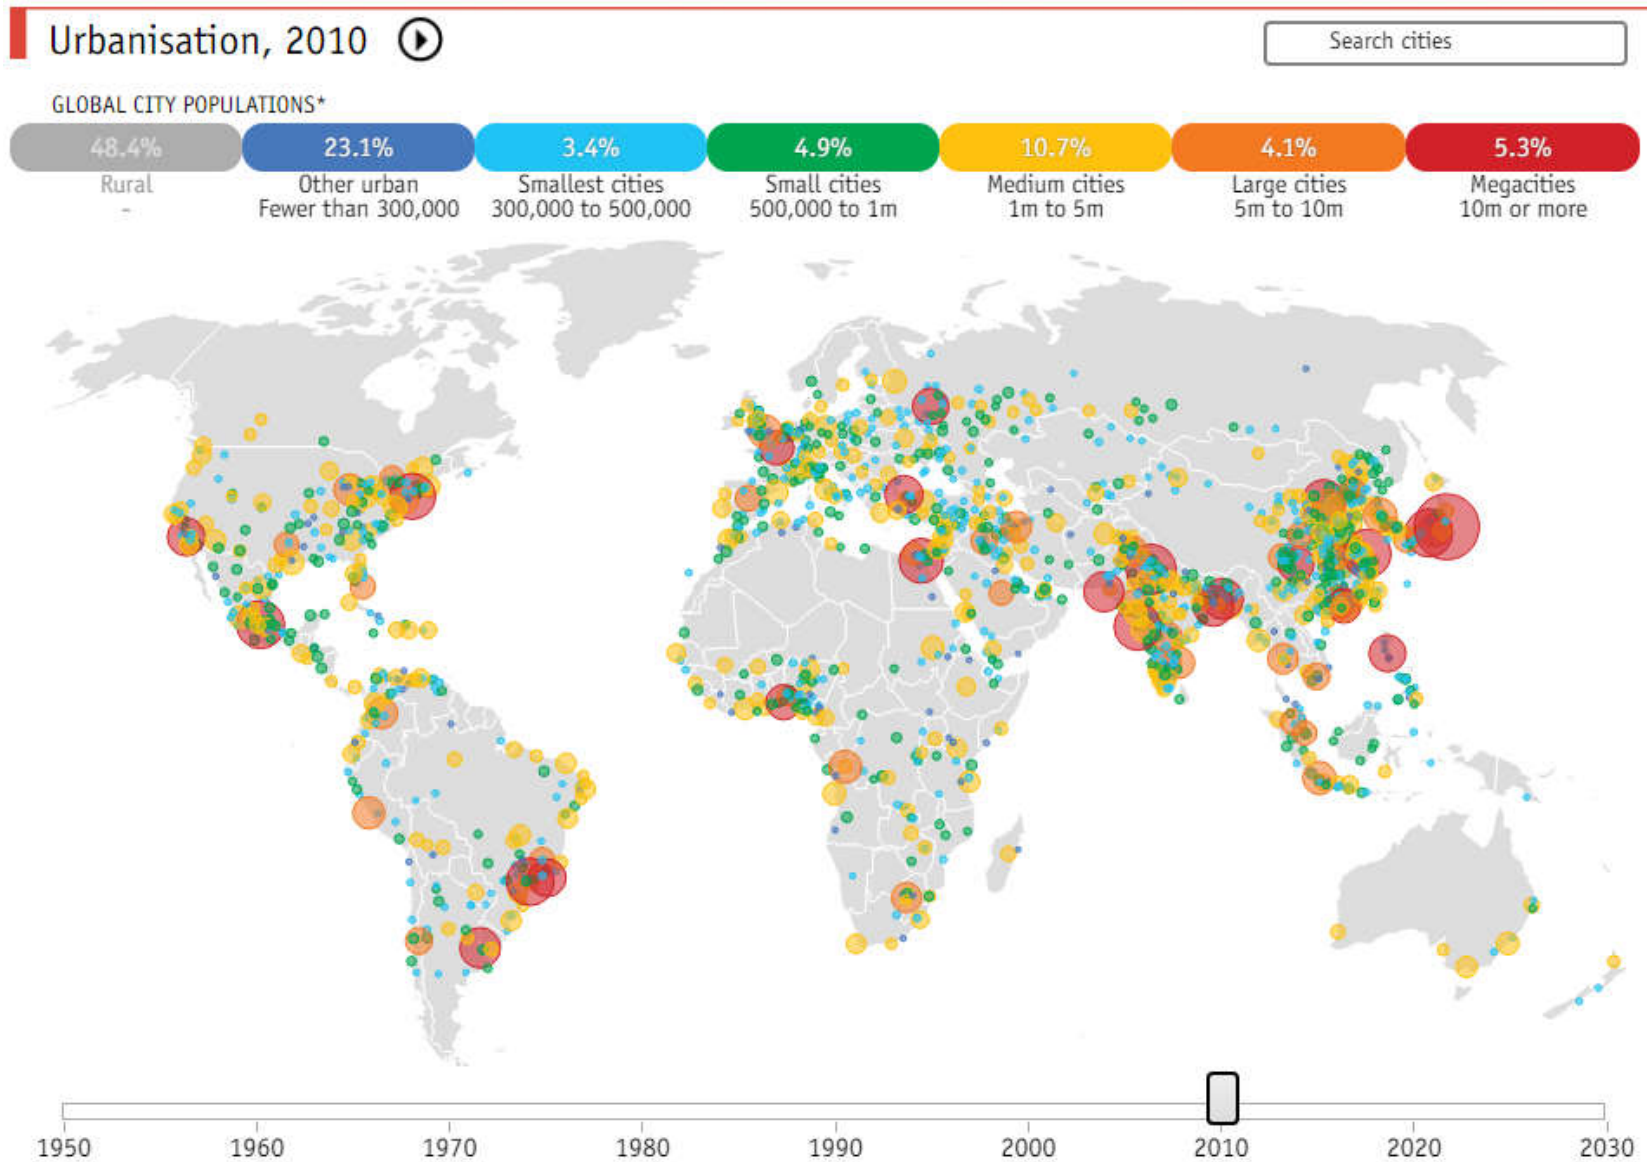 Urbanisation, 2010
Search cities
GLOBAL CITY POPULATIONS*
48.4% 23.1% 3.4% 4.9% 10.7% 4.1% 5.3%
Rural Other urban Smallest cities Small cities Medium cities Large cities Megacities
- Fewer than 300,000 300,000 to 500,000 500,000 to 1m 1m to 5m 5m to 10m 10m or more
1950 1960 1970 1980 1990 2000 2010 2020 2030